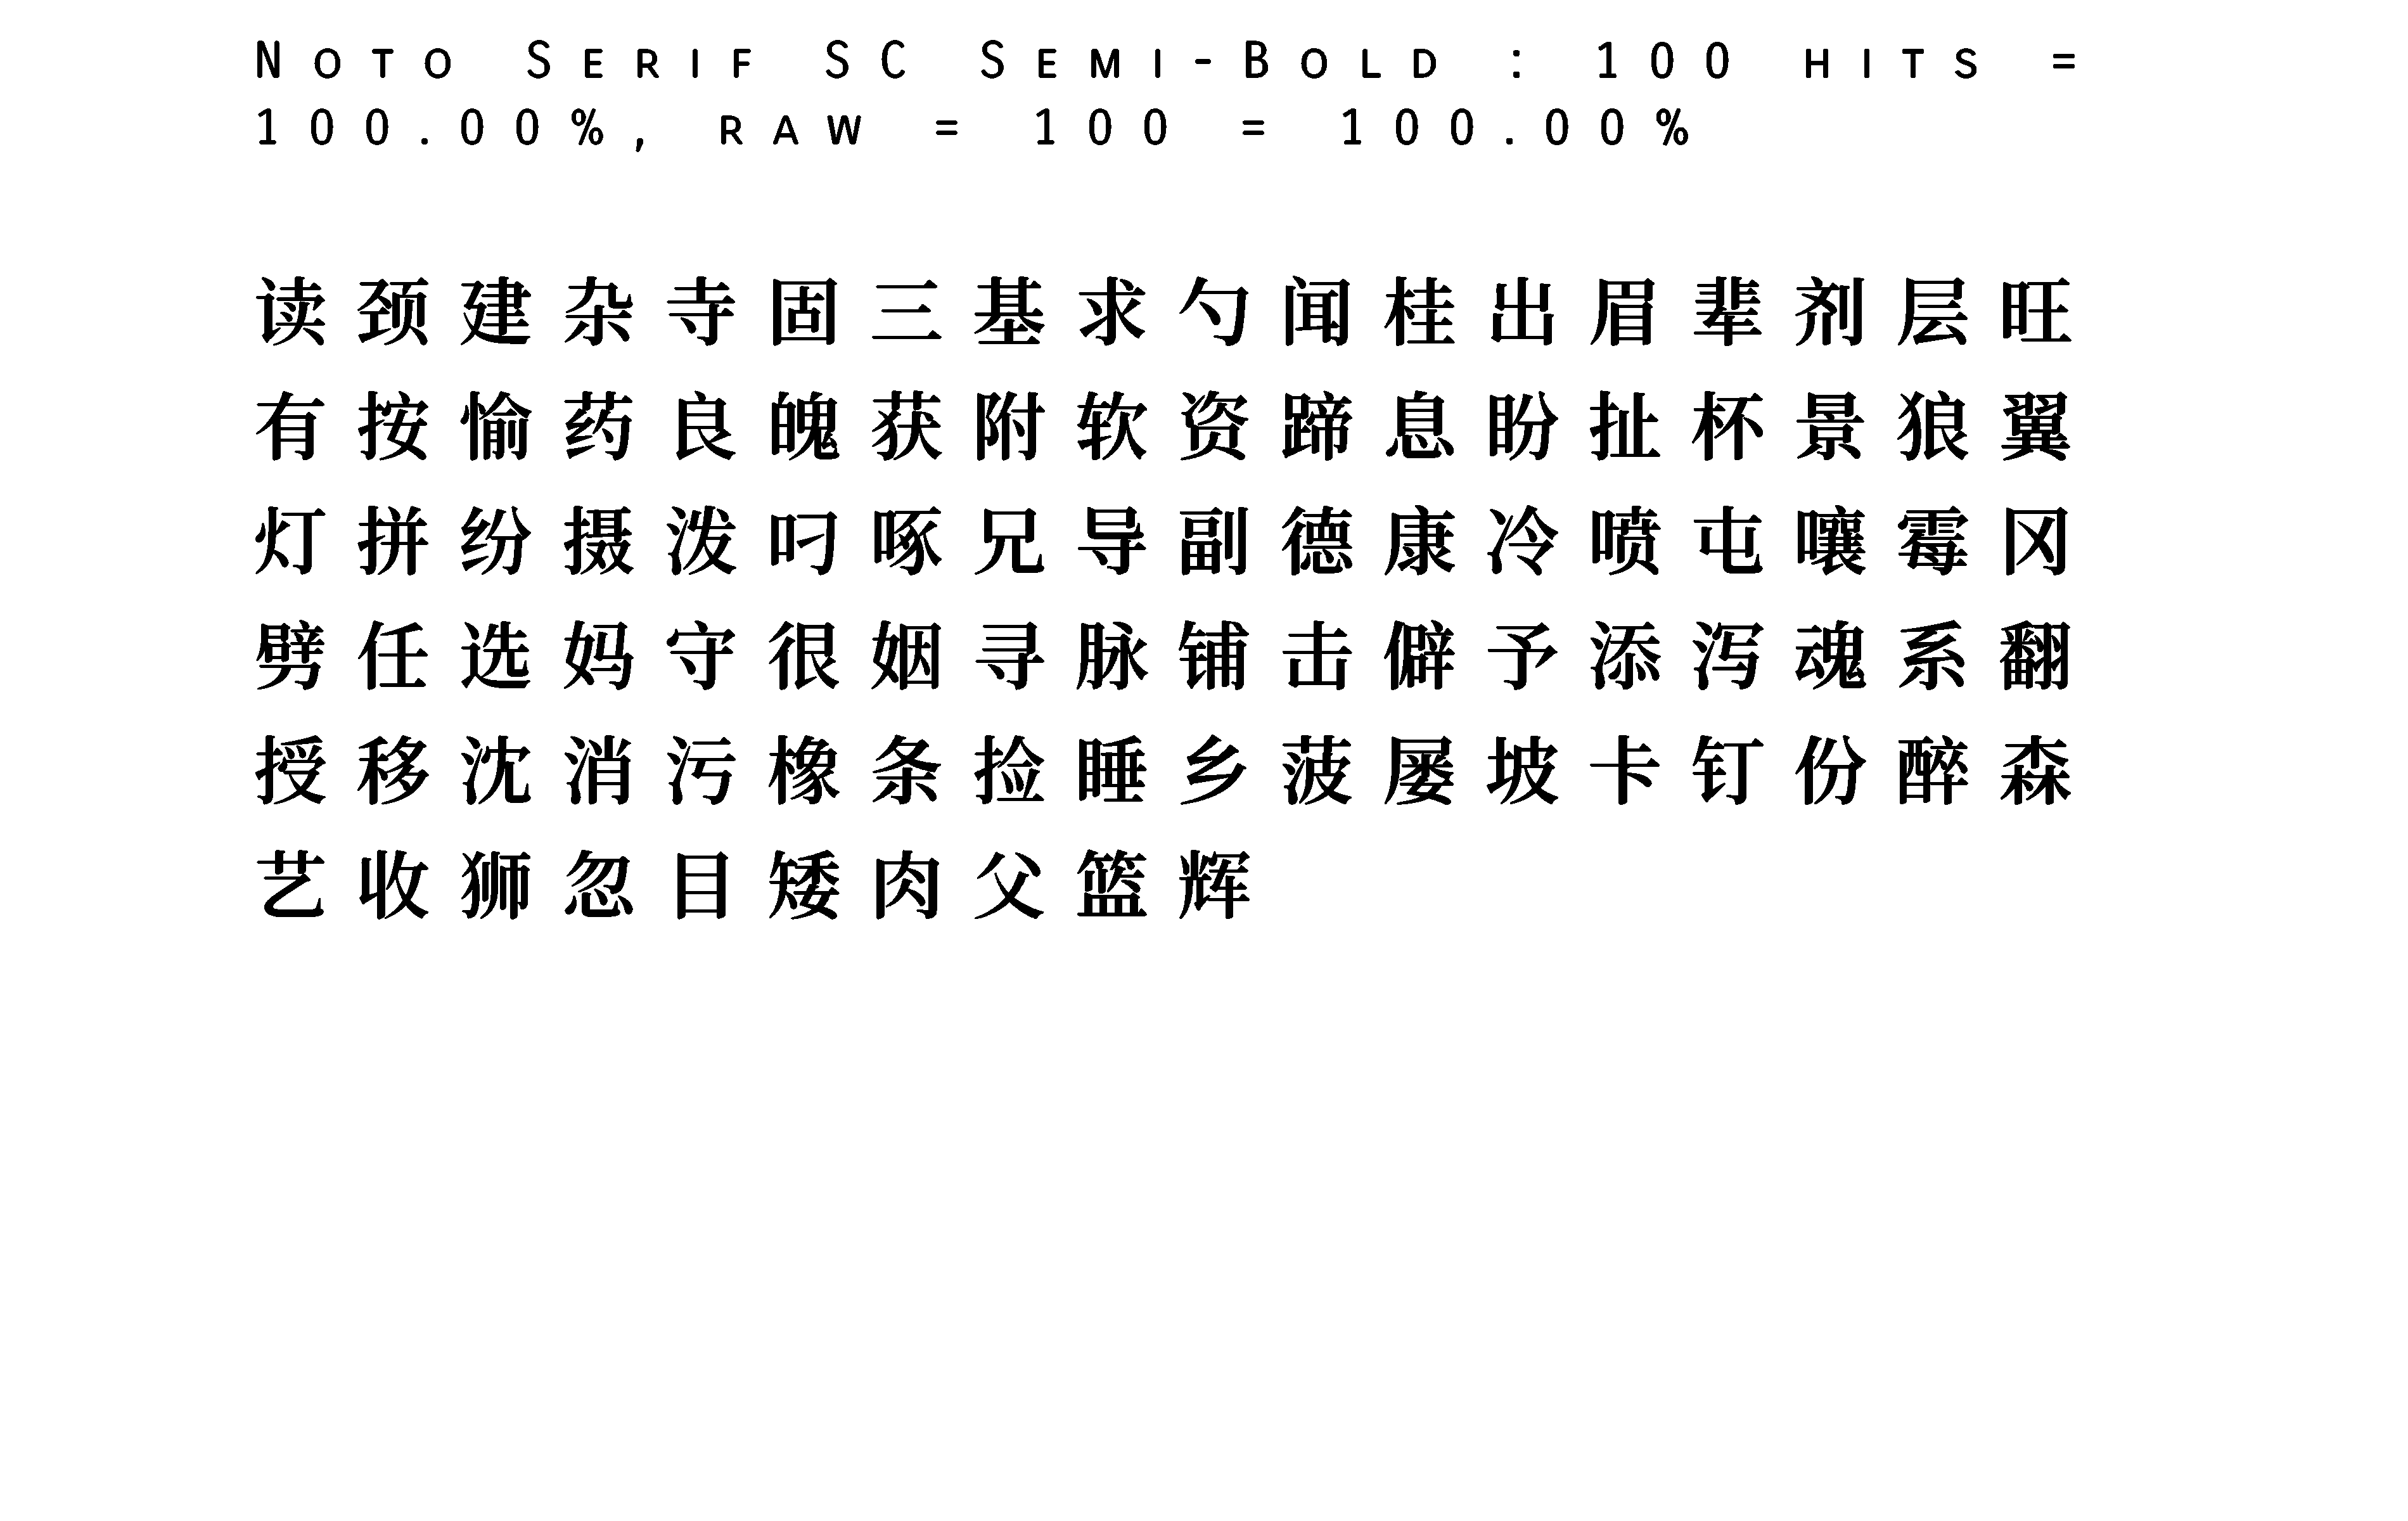 Noto Serif SC Semi-Bold : 100 hits =
100.00%, raw = 100 = 100.00%
读颈建杂寺固三基求勺闻桂出眉辈剂层旺
有按愉药良魄获附软资蹄息盼扯杯景狼翼
灯拼纷摄泼叼啄兄导副德康冷喷屯嚷霉冈
劈任选妈守很姻寻脉铺击僻予添泻魂系翻
授移沈消污橡条捡睡乡菠屡坡卡钉份醉森
艺收狮忽目矮肉父篮辉